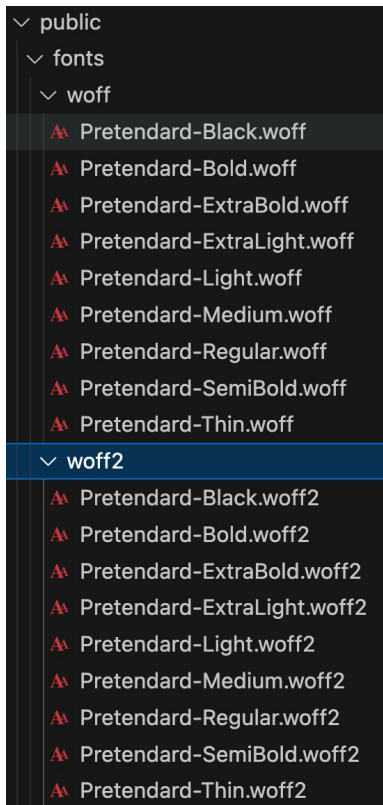 public
fonts
woff
Pretendard-Black.woff
Pretendard-Bold.woff
Pretendard-ExtraBold.woff
Pretendard-ExtraLight.woff
Pretendard-Light.woff
Pretendard-Medium.woff
Pretendard-Regular.woff
Pretendard-SemiBold.woff
Pretendard-Thin.woff
woff2
Pretendard-Black.woff2
Pretendard-Bold.woff2
Pretendard-ExtraBold.woff2
Pretendard-ExtraLight.woff2
Pretendard-Light.woff2
Pretendard-Medium.woff2
Pretendard-Regular.woff2
Pretendard-SemiBold.woff2
Pretendard-Thin.woff2